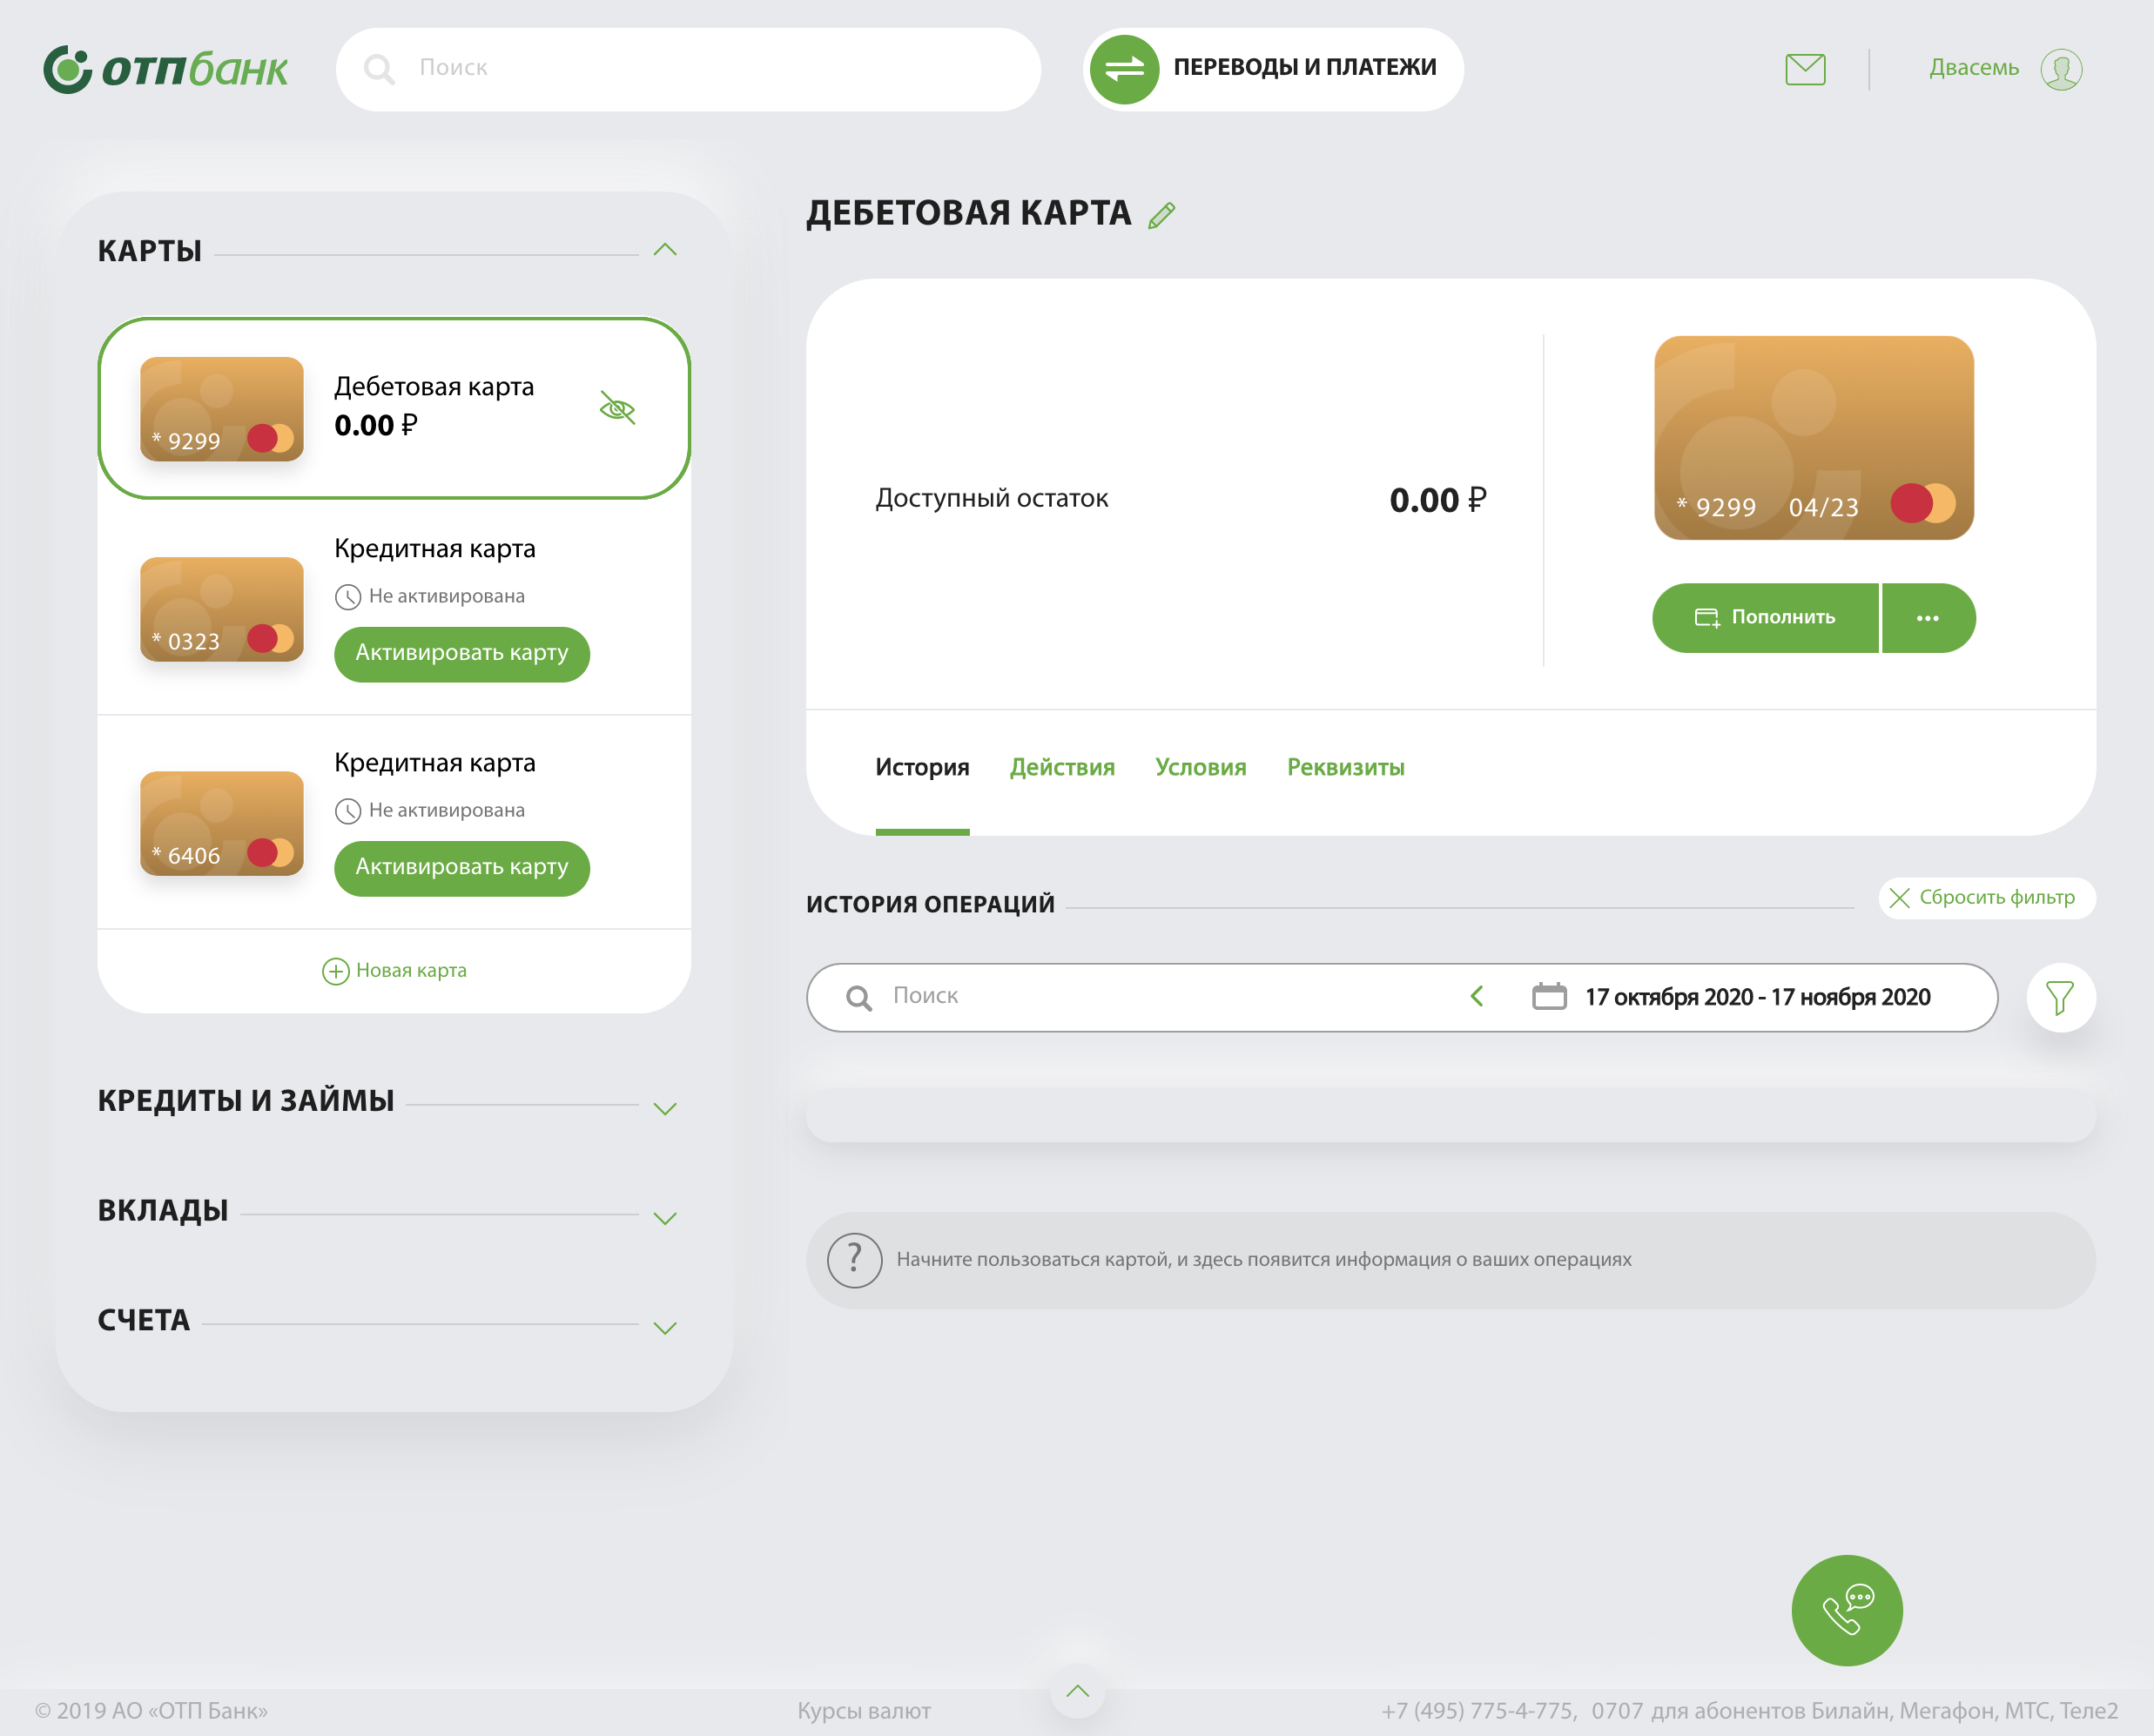 ОТПбанк
Поиск
ПЕРЕВОДЫ И ПЛАТЕЖИ
Двасемь
КАРТЫ
* 9299
Дебетовая карта
0.00 ₽
* 0323
Кредитная карта
Не активирована
Активировать карту
* 6406
Кредитная карта
Не активирована
Активировать карту
Новая карта
КРЕДИТЫ И ЗАЙМЫ
ВКЛАДЫ
СЧЕТА
ДЕБЕТОВАЯ КАРТА
Доступный остаток
0.00 ₽
* 9299 04/23
Пополнить
История Действия Условия Реквизиты
ИСТОРИЯ ОПЕРАЦИЙ
Сбросить фильтр
Поиск
17 октября 2020 - 17 ноября 2020
? Начните пользоваться картой, и здесь появится информация о ваших операциях
© 2019 АО «ОТП Банк»
Курсы валют
+7 (495) 775-4-775, 0707 для абонентов Билайн, Мегафон, МТС, Теле2